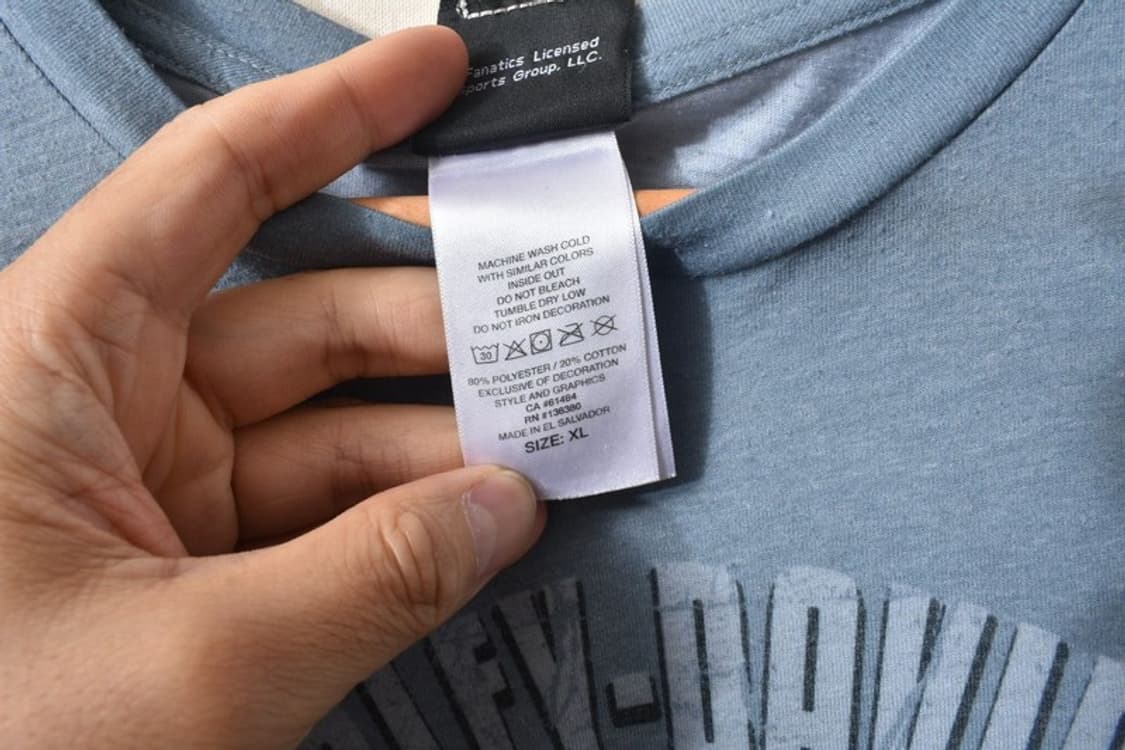 Fanatics Licensed
Sports Group, LLC.
MACHINE WASH COLD
WITH SIMILAR COLORS
INSIDE OUT
DO NOT BLEACH
TUMBLE DRY LOW
DO NOT IRON DECORATION
30
80% POLYESTER / 20% COTTON
EXCLUSIVE OF DECORATION
STYLE AND GRAPHICS
CA #61464
RN #136380
MADE IN EL SALVADOR
SIZE: XL